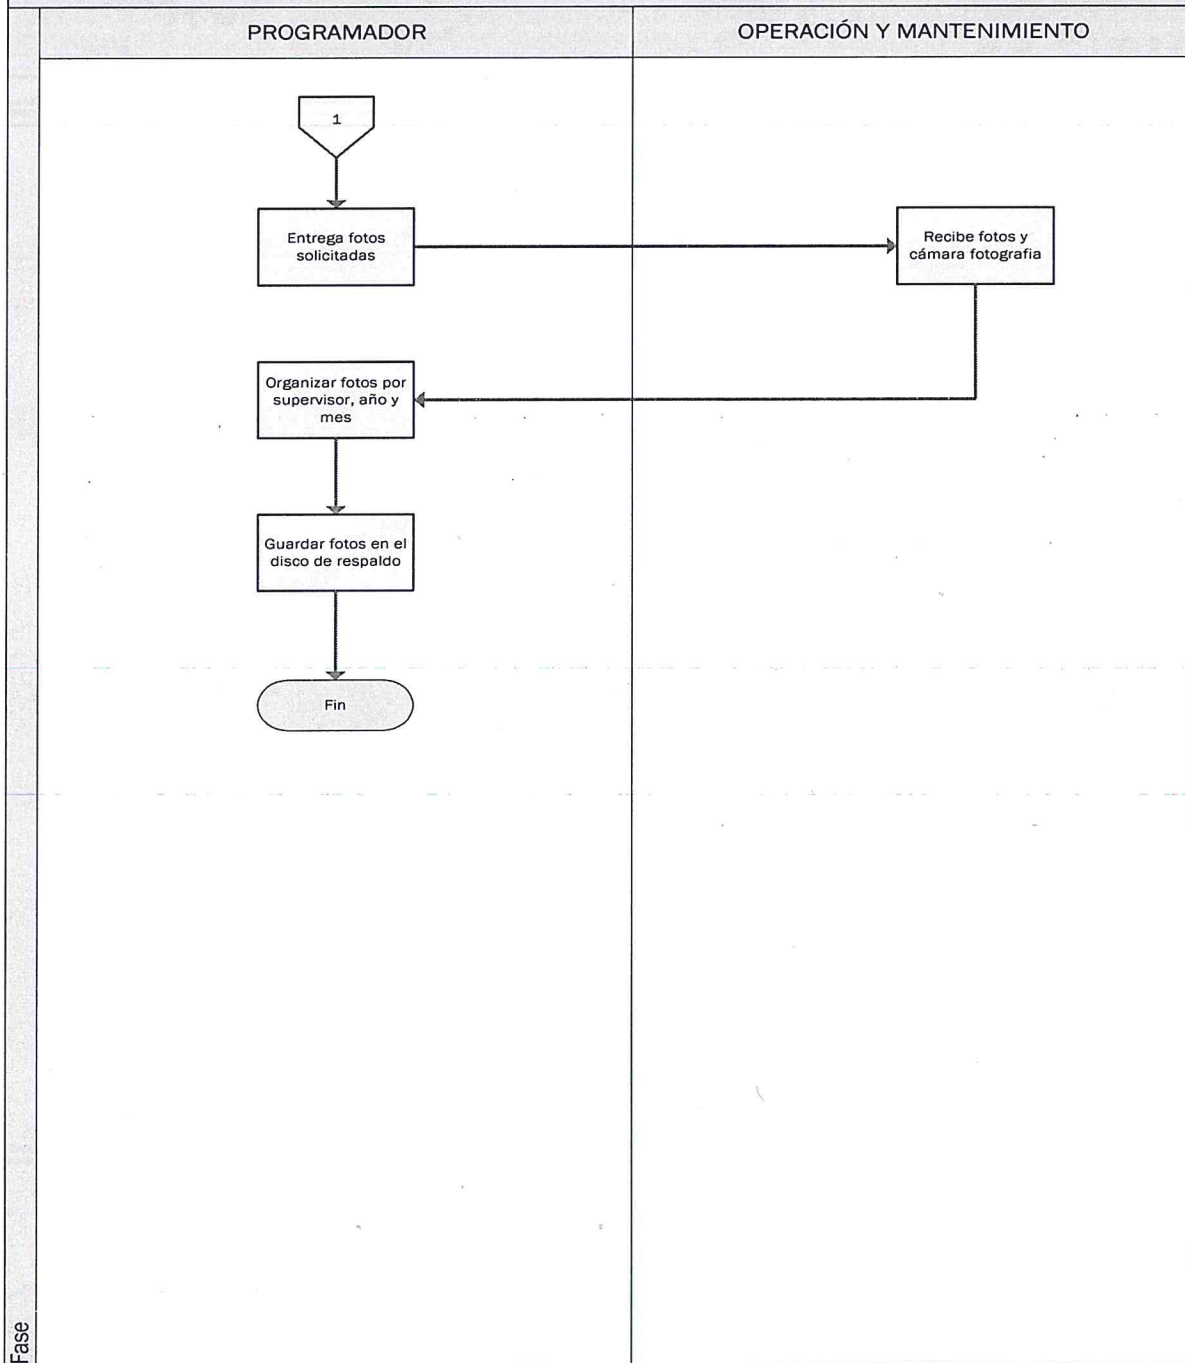 PROGRAMADOR
OPERACIÓN Y MANTENIMIENTO
1
Entrega fotos
solicitadas
Recibe fotos y
cámara fotografia
Organizar fotos por
supervisor, año y
mes
Guardar fotos en el
disco de respaldo
Fin
Fase